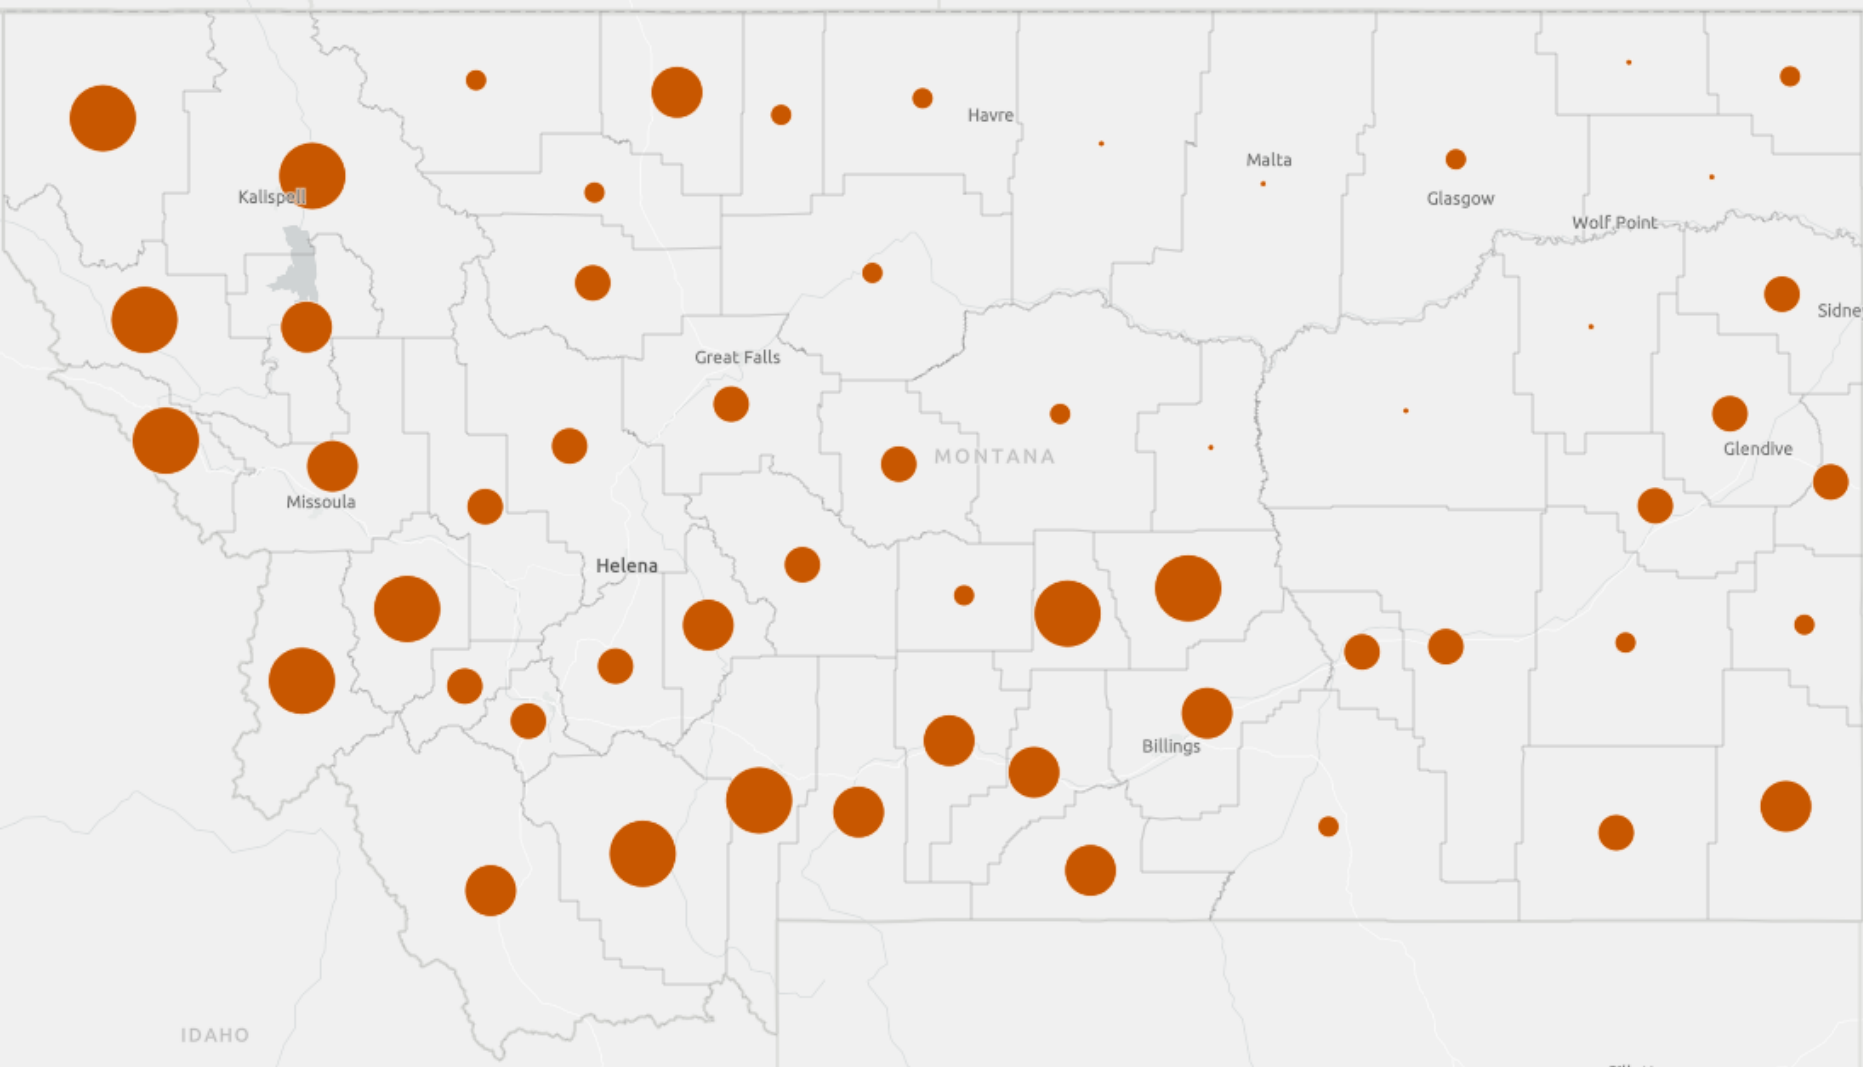 Havre
Malta
Kalispell
Glasgow
Wolf Point
Sidne
Great Falls
MONTANA
Glendive
Missoula
Helena
Billings
IDAHO